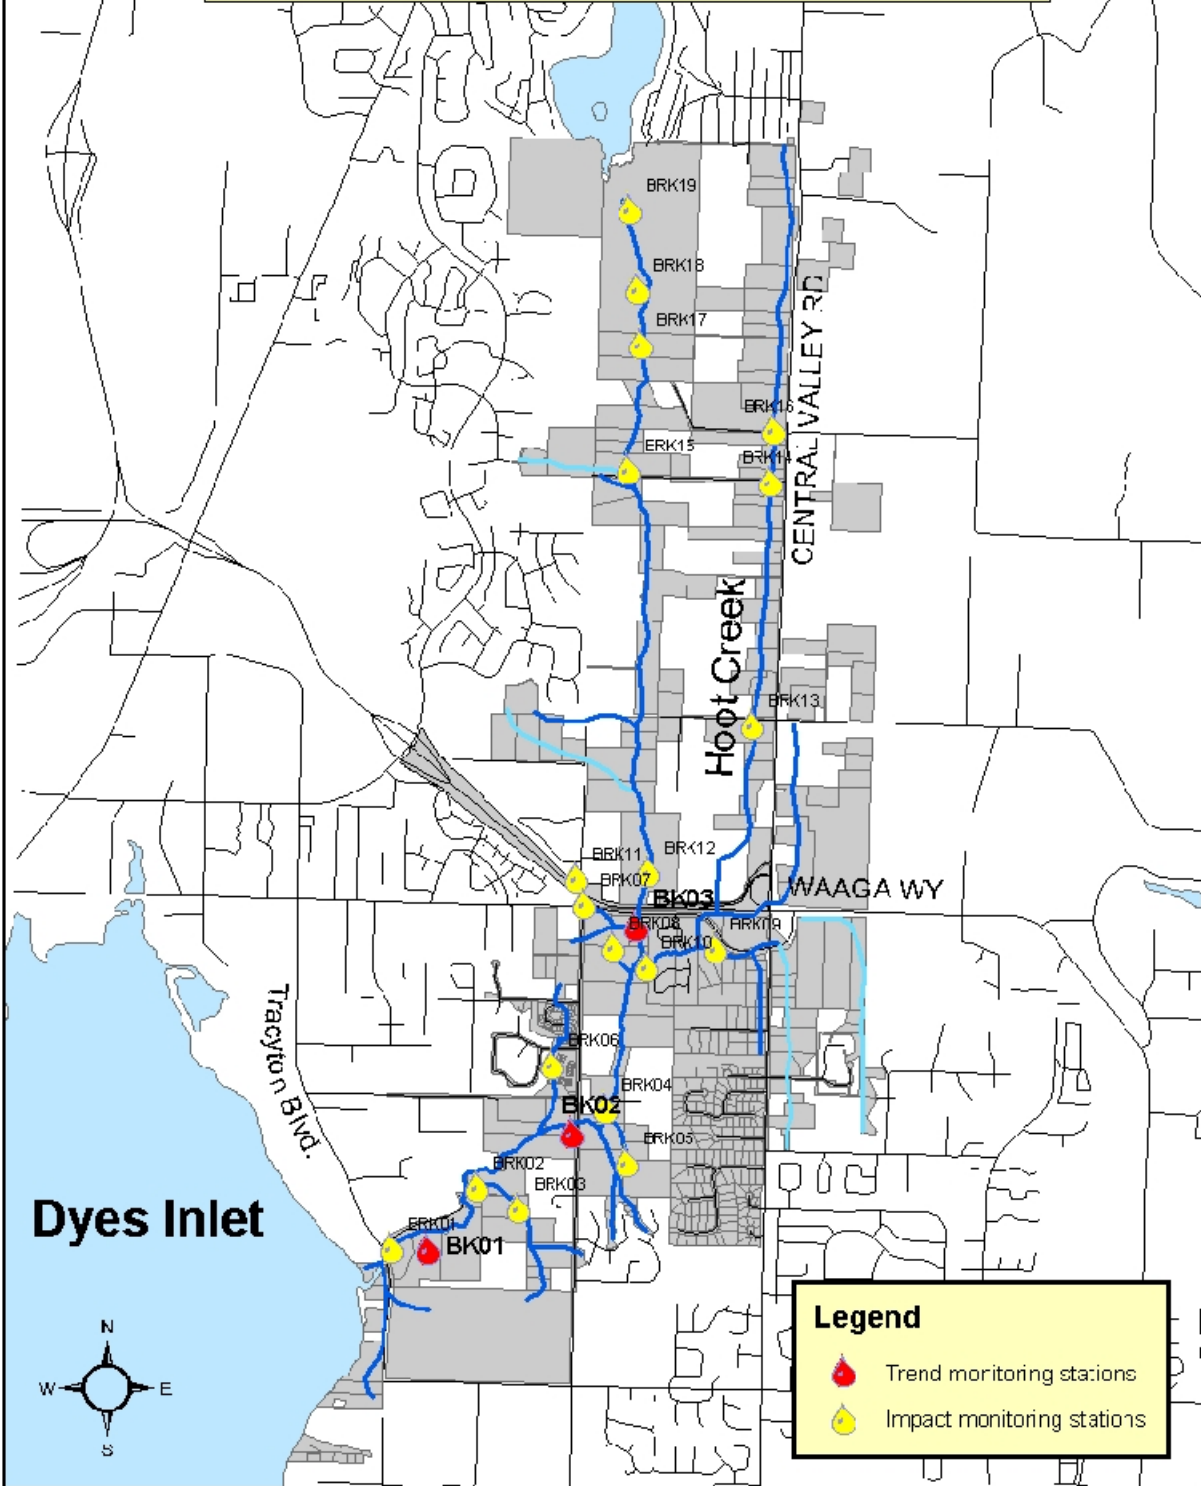 BRK19
BRK18
BRK17
BRK16
CENTRAL VALLEY RD
ERK15
BRK14
Hoot Creek
BRK13
BRK12
BRK11
BRK07
WAAGA WY
BK03
BRK08
BRK09
BRK10
Tracyton Blvd.
BRK06
BRK04
BK02
BRK05
BRK02
BRK03
Dyes Inlet
ERK01
BK01
N
W
E
S
Legend
Trend monitoring stations
Impact monitoring stations